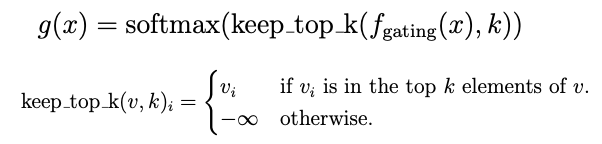 g(x) = softmax(keep_top_k(f_gating(x), k))
keep_top_k(v, k)_i = { v_i if v_i is in the top k elements of v.
−∞ otherwise.